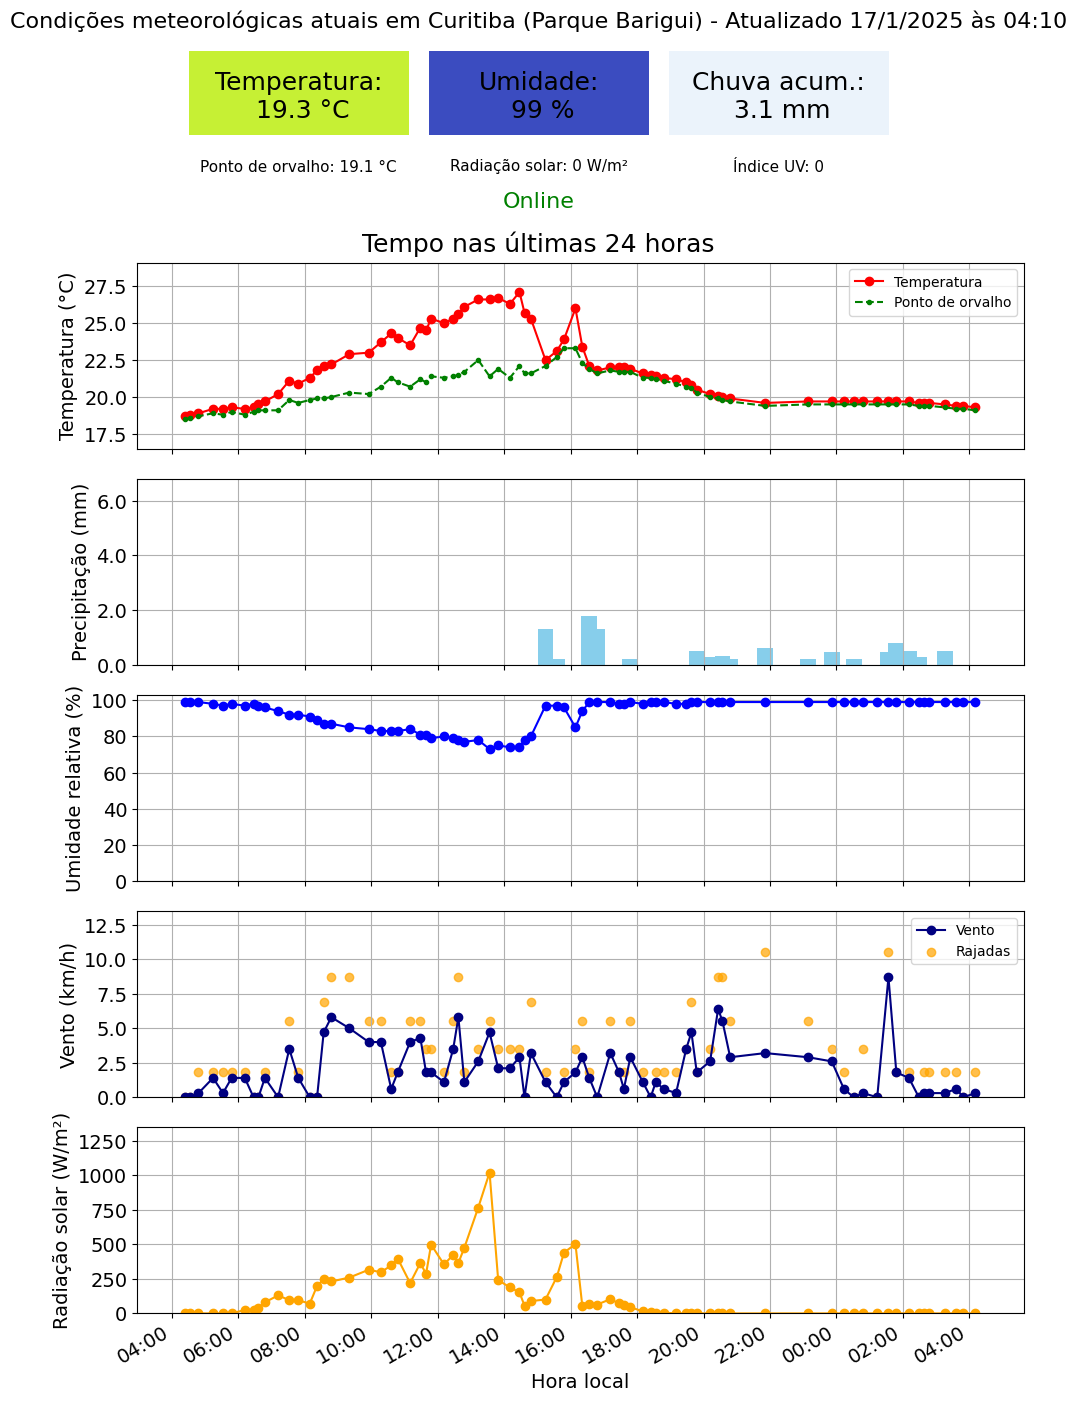 Condições meteorológicas atuais em Curitiba (Parque Barigui) - Atualizado 17/1/2025 às 04:10
Temperatura:
19.3 °C
Umidade:
99 %
Chuva acum.:
3.1 mm
Ponto de orvalho: 19.1 °C
Radiação solar: 0 W/m²
Índice UV: 0
Online
Tempo nas últimas 24 horas
Temperatura (°C)
27.5
25.0
22.5
20.0
17.5
Temperatura
Ponto de orvalho
Precipitação (mm)
6.0
4.0
2.0
0.0
Umidade relativa (%)
100
80
60
40
20
0
Vento (km/h)
12.5
10.0
7.5
5.0
2.5
0.0
Vento
Rajadas
Radiação solar (W/m²)
1250
1000
750
500
250
0
04:00 06:00 08:00 10:00 12:00 14:00 16:00 18:00 20:00 22:00 00:00 02:00 04:00
Hora local